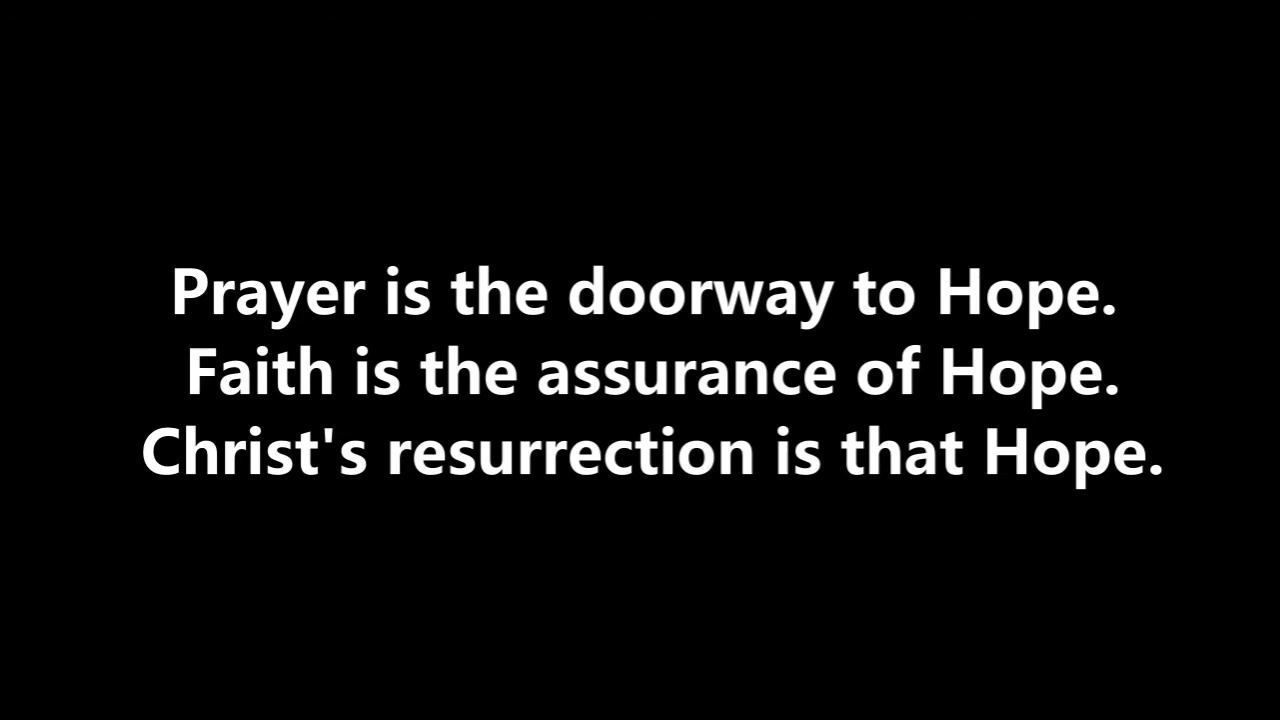 Prayer is the doorway to Hope.
Faith is the assurance of Hope.
Christ's resurrection is that Hope.